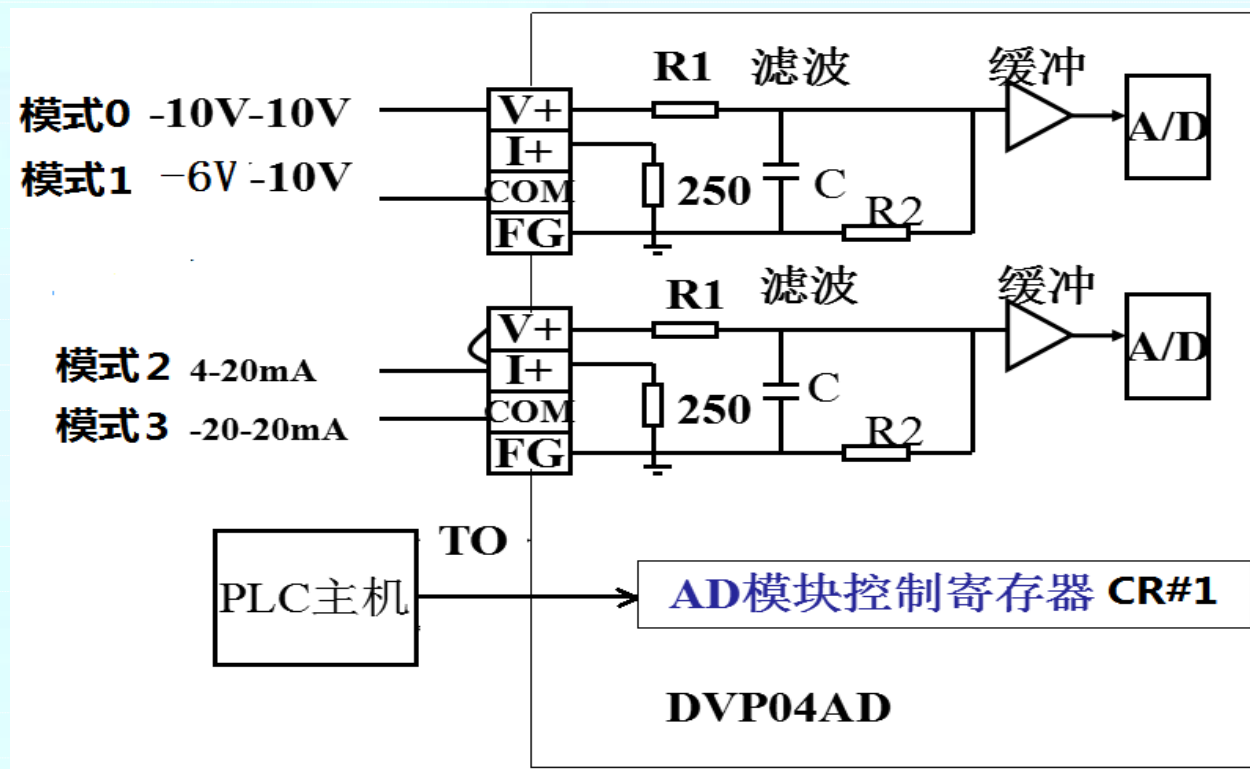 R1 滤波 缓冲
模式0 -10V-10V
V+
A/D
I+
模式1 -6V -10V
COM
250
C
R2
FG
R1 滤波 缓冲
V+
A/D
模式2 4-20mA
I+
C
模式3 -20-20mA
COM
250
R2
FG
TO
PLC主机
AD模块控制寄存器 CR#1
DVP04AD